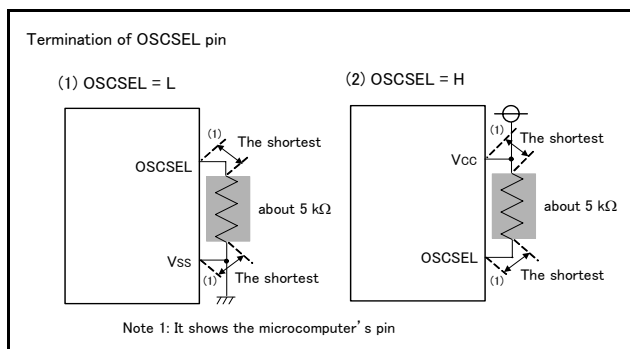 Termination of OSCSEL pin
(1) OSCSEL = L
(2) OSCSEL = H
(1)
The shortest
OSCSEL
about 5 kΩ
Vss
(1)
The shortest
(1)
The shortest
Vcc
about 5 kΩ
OSCSEL
(1)
The shortest
Note 1: It shows the microcomputer's pin